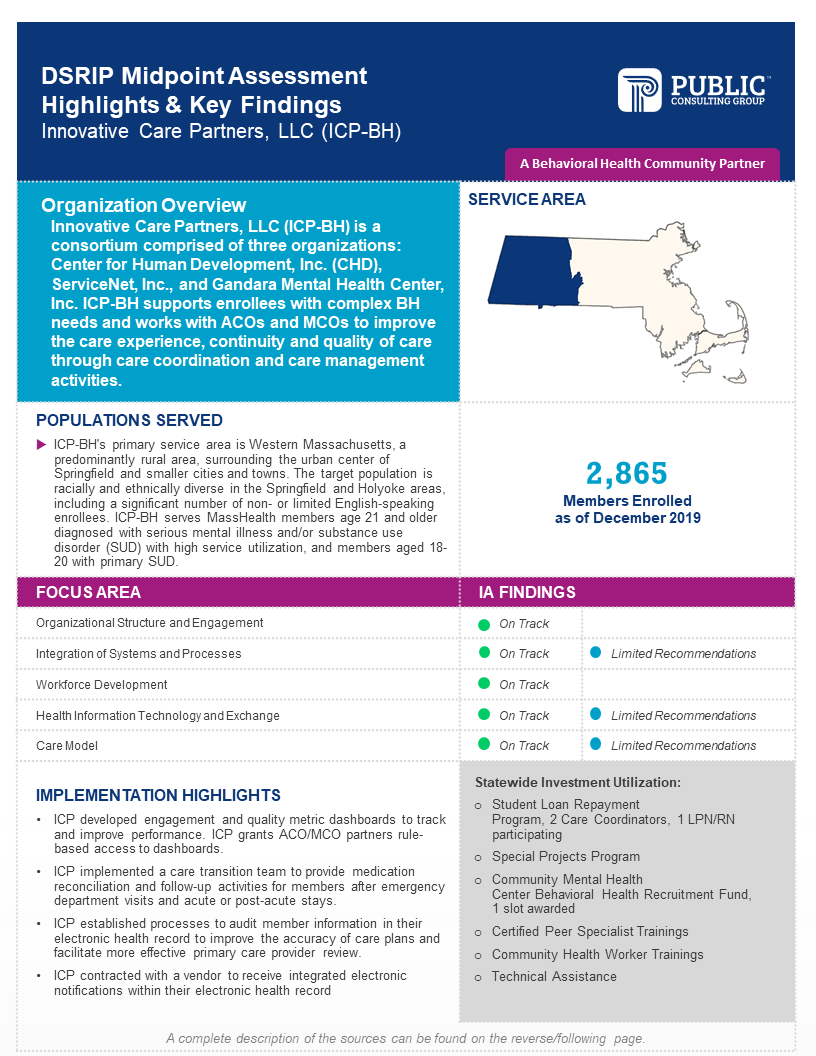 DSRIP Midpoint Assessment
Highlights & Key Findings
Innovative Care Partners, LLC (ICP-BH)
PUBLIC™
CONSULTING GROUP
A Behavioral Health Community Partner
Organization Overview
Innovative Care Partners, LLC (ICP-BH) is a
consortium comprised of three organizations:
Center for Human Development, Inc. (CHD),
ServiceNet, Inc., and Gandara Mental Health Center,
Inc. ICP-BH supports enrollees with complex BH
needs and works with ACOs and MCOs to improve
the care experience, continuity and quality of care
through care coordination and care management
activities.
SERVICE AREA
POPULATIONS SERVED
ICP-BH's primary service area is Western Massachusetts, a
predominantly rural area, surrounding the urban center of
Springfield and smaller cities and towns. The target population is
racially and ethnically diverse in the Springfield and Holyoke areas,
including a significant number of non- or limited English-speaking
enrollees. ICP-BH serves MassHealth members age 21 and older
diagnosed with serious mental illness and/or substance use
disorder (SUD) with high service utilization, and members aged 18-
20 with primary SUD.
2,865
Members Enrolled
as of December 2019
FOCUS AREA IA FINDINGS
Organizational Structure and Engagement On Track
Integration of Systems and Processes On Track Limited Recommendations
Workforce Development On Track
Health Information Technology and Exchange On Track Limited Recommendations
Care Model On Track Limited Recommendations
IMPLEMENTATION HIGHLIGHTS
• ICP developed engagement and quality metric dashboards to track
and improve performance. ICP grants ACO/MCO partners rule-
based access to dashboards.
• ICP implemented a care transition team to provide medication
reconciliation and follow-up activities for members after emergency
department visits and acute or post-acute stays.
• ICP established processes to audit member information in their
electronic health record to improve the accuracy of care plans and
facilitate more effective primary care provider review.
• ICP contracted with a vendor to receive integrated electronic
notifications within their electronic health record
Statewide Investment Utilization:
o Student Loan Repayment
Program, 2 Care Coordinators, 1 LPN/RN
participating
o Special Projects Program
o Community Mental Health
Center Behavioral Health Recruitment Fund,
1 slot awarded
o Certified Peer Specialist Trainings
o Community Health Worker Trainings
o Technical Assistance
A complete description of the sources can be found on the reverse/following page.